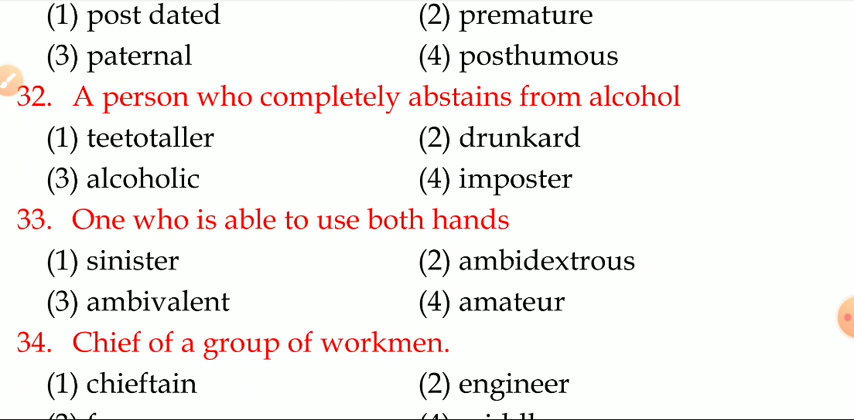 (1) post dated (2) premature
(3) paternal (4) posthumous
32. A person who completely abstains from alcohol
(1) teetotaller (2) drunkard
(3) alcoholic (4) imposter
33. One who is able to use both hands
(1) sinister (2) ambidextrous
(3) ambivalent (4) amateur
34. Chief of a group of workmen.
(1) chieftain (2) engineer